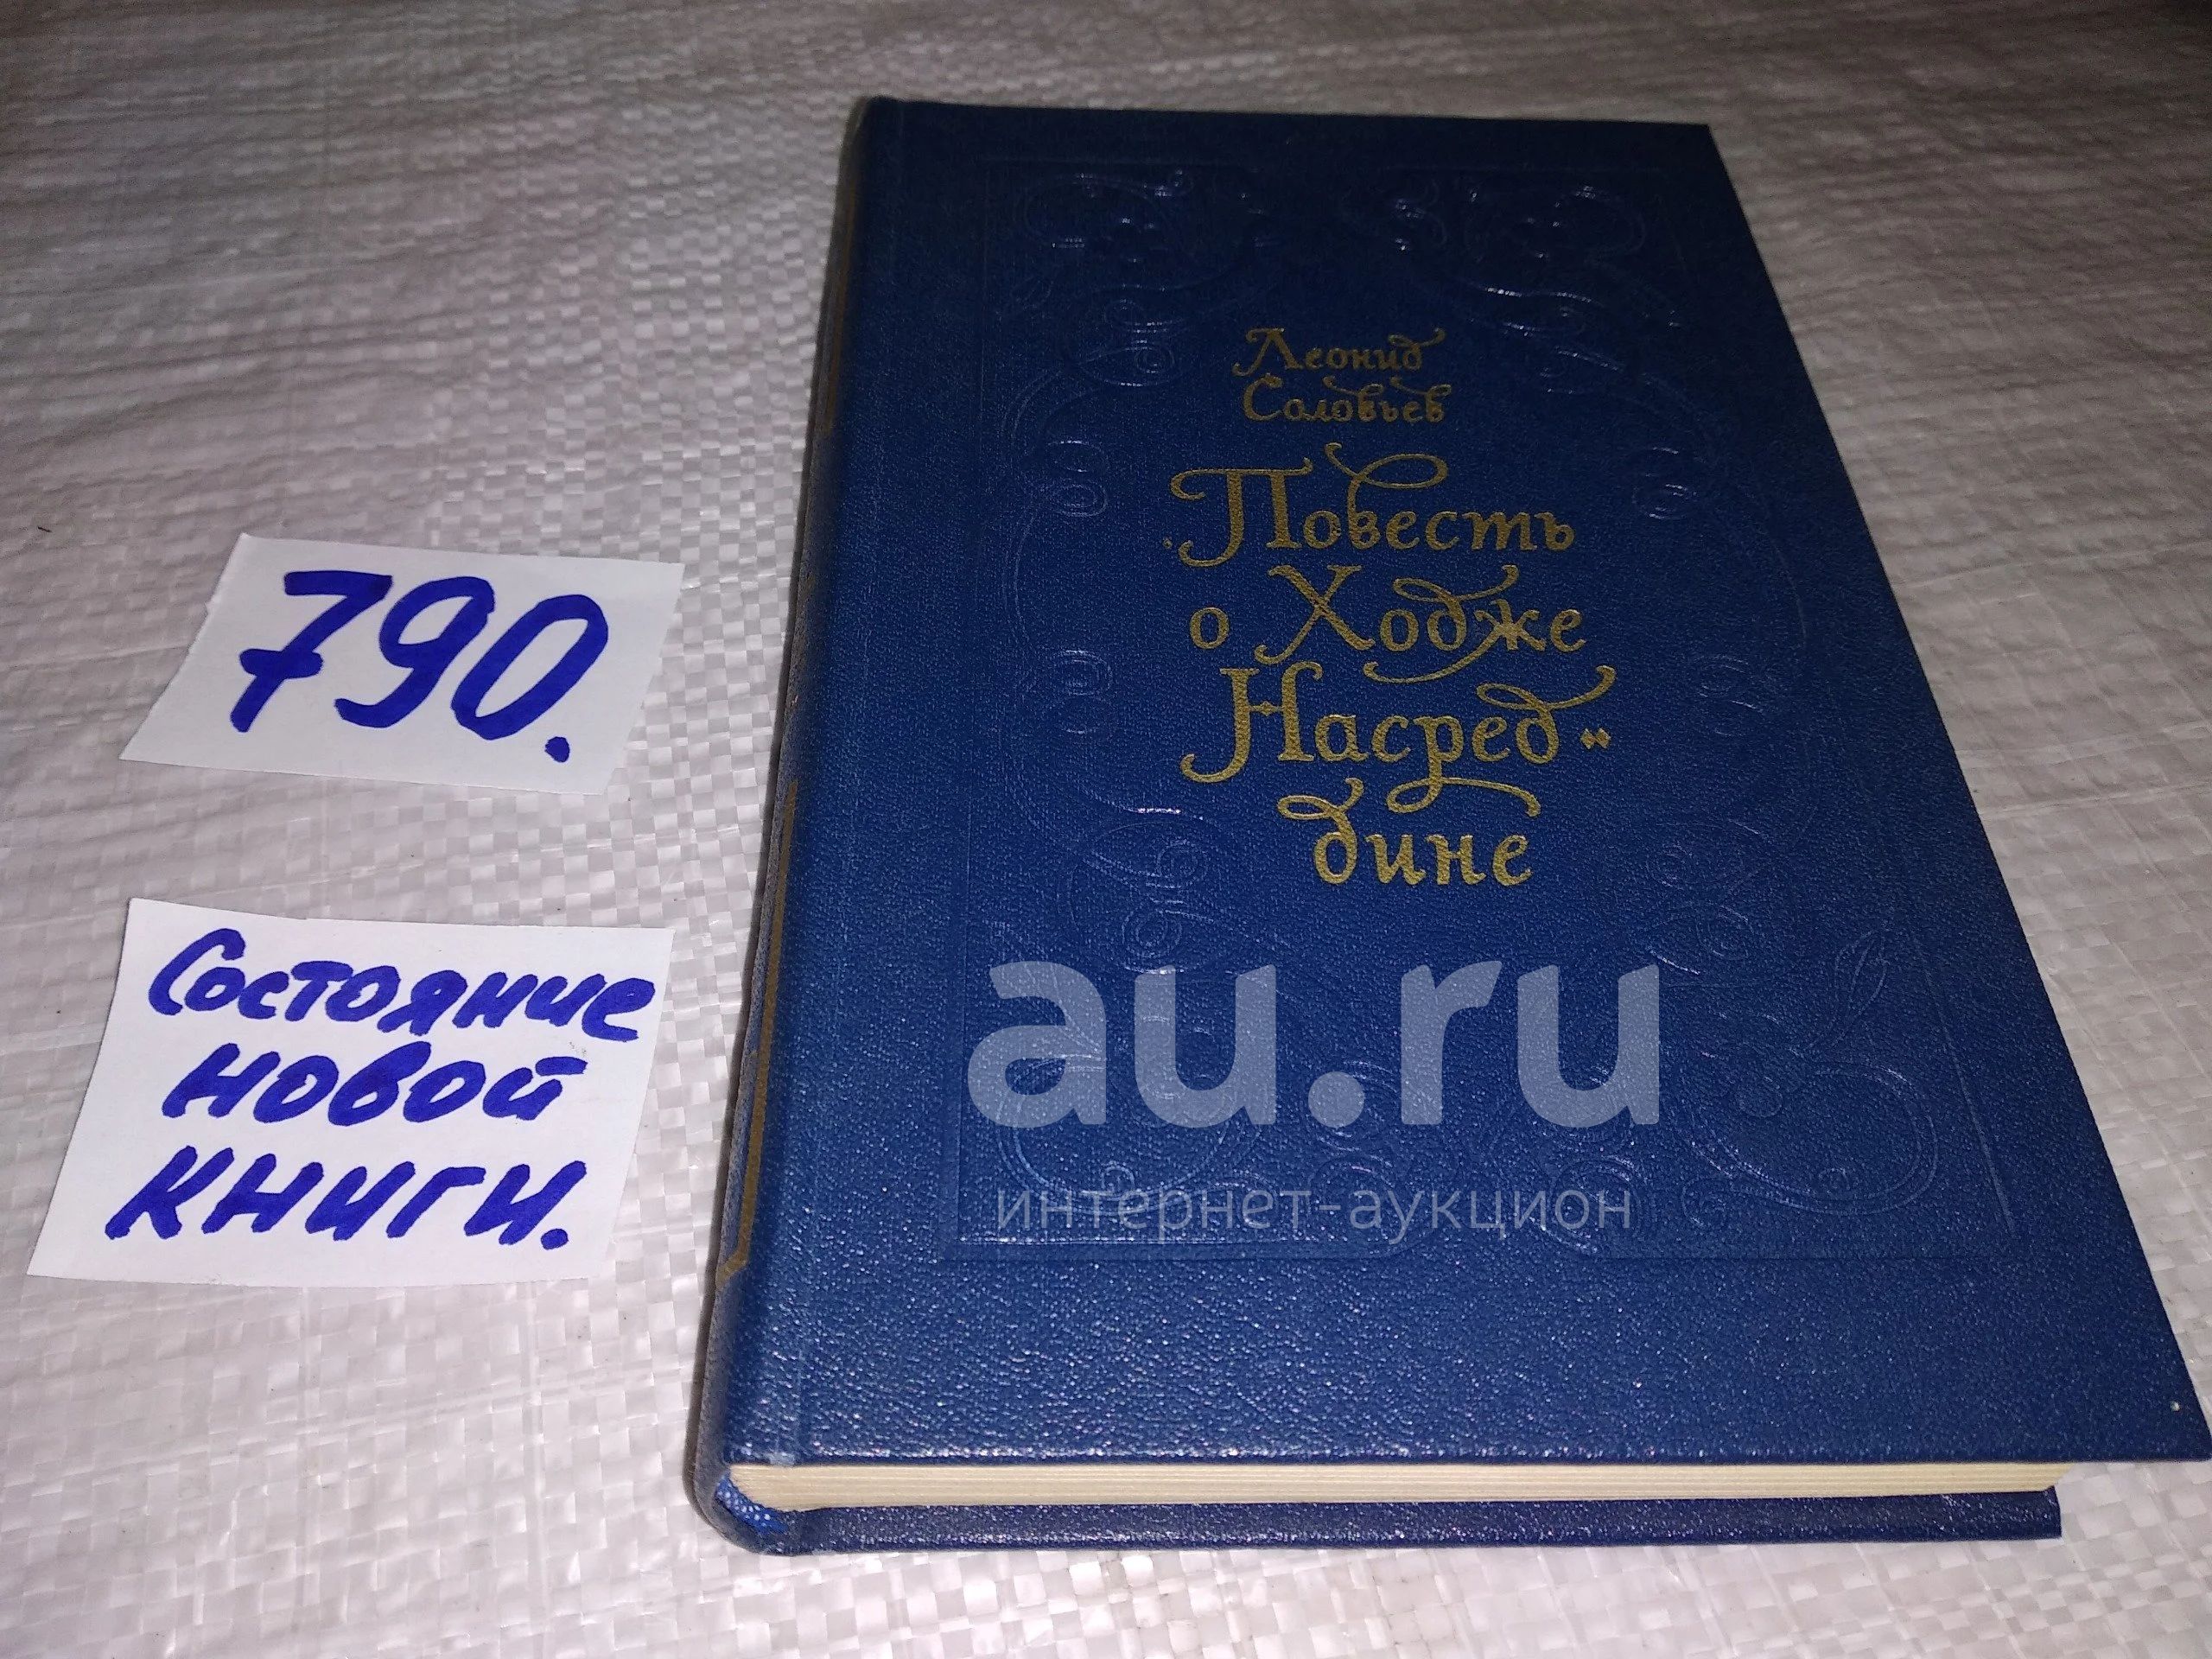 790.
Состояние
новой
книги.
Леонид
Соловьев
Повесть
о Ходже
Насред-
дине
au.ru
интернет-аукцион